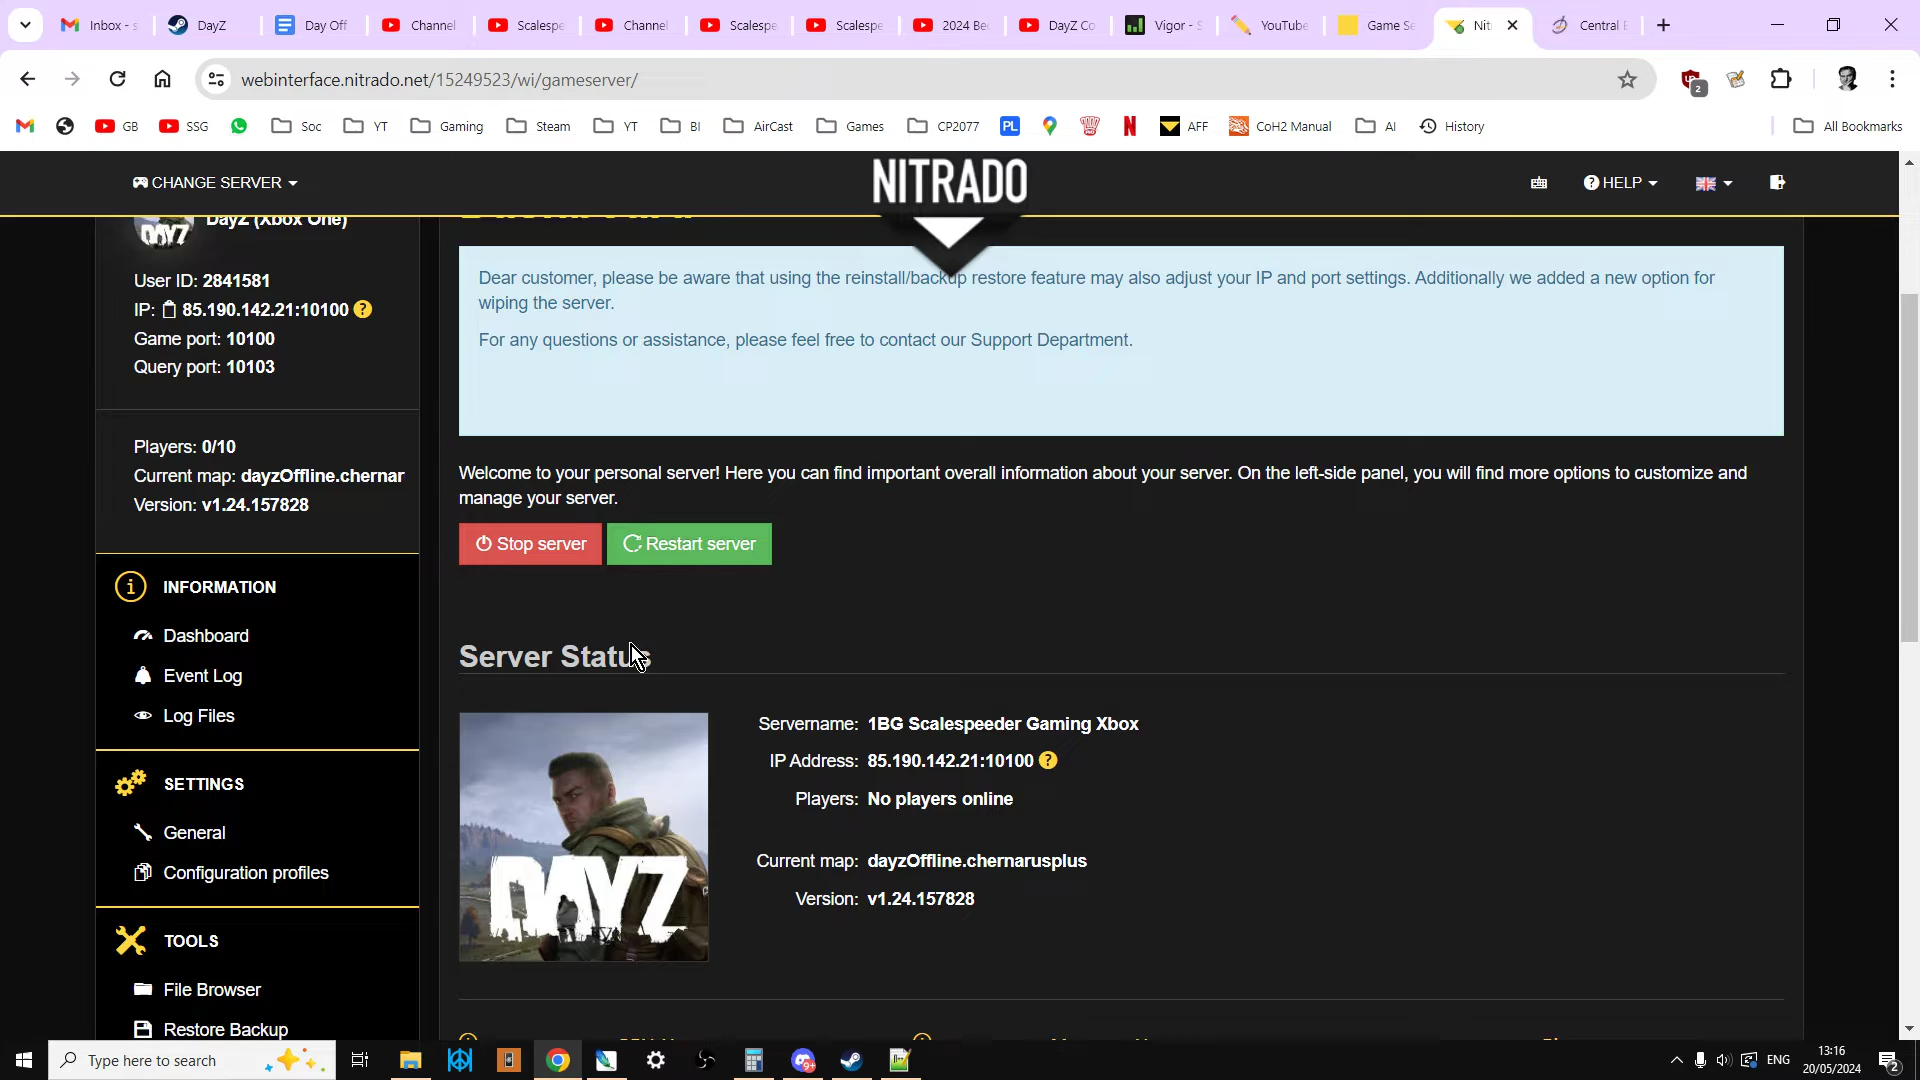 Inbox - s
DayZ
Day Off
Channel
Scalespe
Channel
Scalespe
Scalespe
2024 Be
DayZ Co
Vigor - S
YouTube
Game Se
Nit
Central E
webinterface.nitrado.net/15249523/wi/gameserver/
2
GB
SSG
Soc
YT
Gaming
Steam
YT
BI
AirCast
Games
CP2077
PL
AFF
CoH2 Manual
AI
History
All Bookmarks
CHANGE SERVER
NITRADO
HELP
DAYZ
DayZ (Xbox One)
User ID: 2841581
IP: 85.190.142.21:10100 ?
Game port: 10100
Query port: 10103
Players: 0/10
Current map: dayzOffline.chernar
Version: v1.24.157828
INFORMATION
Dashboard
Event Log
Log Files
SETTINGS
General
Configuration profiles
TOOLS
File Browser
Restore Backup
Dear customer, please be aware that using the reinstall/backup restore feature may also adjust your IP and port settings. Additionally we added a new option for
wiping the server.
For any questions or assistance, please feel free to contact our Support Department.
Welcome to your personal server! Here you can find important overall information about your server. On the left-side panel, you will find more options to customize and
manage your server.
Stop server
Restart server
Server Status
DAYZ
Servername: 1BG Scalespeeder Gaming Xbox
IP Address: 85.190.142.21:10100 ?
Players: No players online
Current map: dayzOffline.chernarusplus
Version: v1.24.157828
Type here to search
9+
ENG
13:16
20/05/2024
2